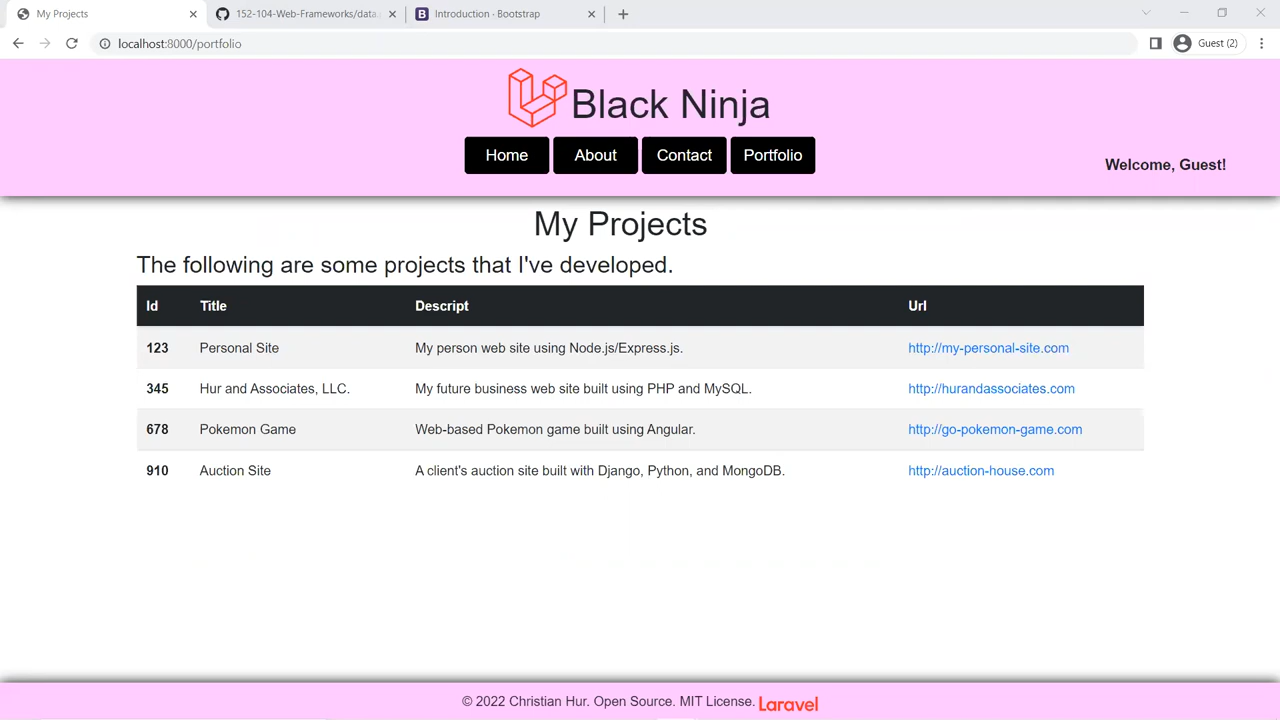 My Projects
152-104-Web-Frameworks/data.
Introduction · Bootstrap
localhost:8000/portfolio
Guest (2)
Black Ninja
Home About Contact Portfolio
Welcome, Guest!
My Projects
The following are some projects that I've developed.
Id Title Descript Url
123 Personal Site My person web site using Node.js/Express.js. http://my-personal-site.com
345 Hur and Associates, LLC. My future business web site built using PHP and MySQL. http://hurandassociates.com
678 Pokemon Game Web-based Pokemon game built using Angular. http://go-pokemon-game.com
910 Auction Site A client's auction site built with Django, Python, and MongoDB. http://auction-house.com
© 2022 Christian Hur. Open Source. MIT License. Laravel